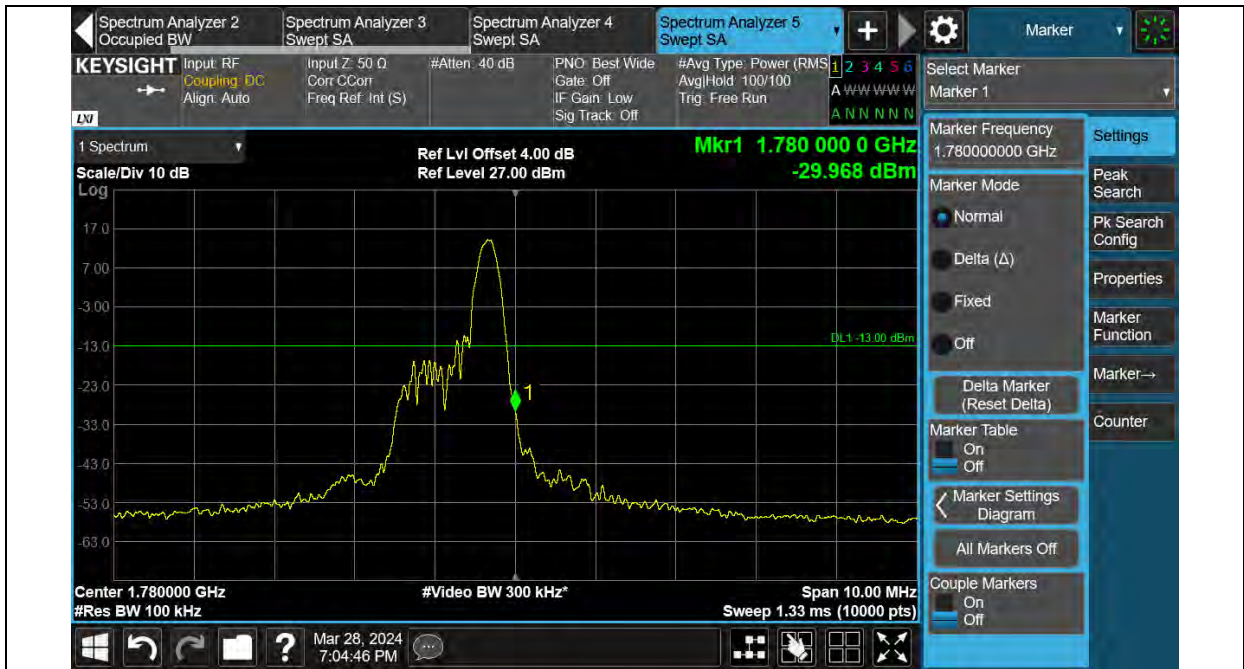 Spectrum Analyzer 2
Occupied BW
Spectrum Analyzer 3
Swept SA
Spectrum Analyzer 4
Swept SA
Spectrum Analyzer 5
Swept SA
+
Marker
KEYSIGHT
LXI
Input: RF
Coupling: DC
Align: Auto
Input Z: 50 Ω
Corr CCorr
Freq Ref: Int (S)
#Atten: 40 dB
PNO: Best Wide
Gate: Off
IF Gain: Low
Sig Track: Off
#Avg Type: Power (RMS
Avg|Hold: 100/100
Trig: Free Run
1 2 3 4 5 6
A W W W W W
A N N N N N
Select Marker
Marker 1
1 Spectrum
Scale/Div 10 dB
Log
Ref Lvl Offset 4.00 dB
Ref Level 27.00 dBm
Mkr1 1.780 000 0 GHz
-29.968 dBm
17.0
7.00
-3.00
-13.0
-23.0
-33.0
-43.0
-53.0
-63.0
DL1 -13.00 dBm
1
Center 1.780000 GHz
#Res BW 100 kHz
#Video BW 300 kHz*
Span 10.00 MHz
Sweep 1.33 ms (10000 pts)
Marker Frequency
1.780000000 GHz
Marker Mode
Normal
Delta (Δ)
Fixed
Off
Delta Marker
(Reset Delta)
Marker Table
On
Off
Marker Settings
Diagram
All Markers Off
Couple Markers
On
Off
Settings
Peak
Search
Pk Search
Config
Properties
Marker
Function
Marker→
Counter
?
Mar 28, 2024
7:04:46 PM